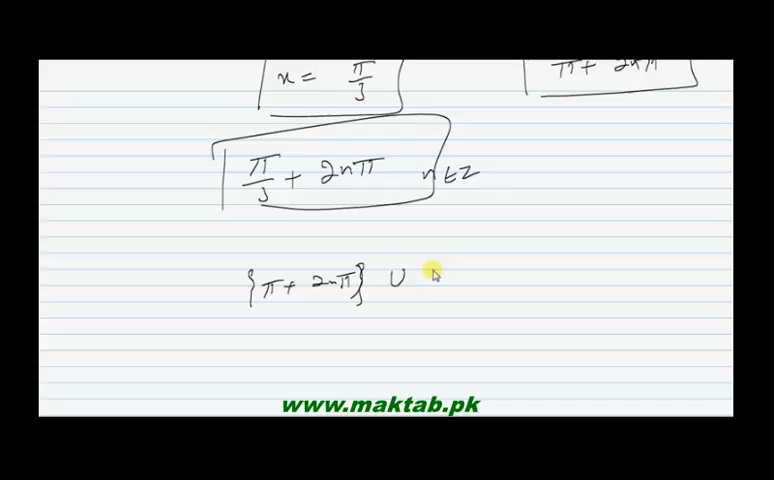 x = π/3
π + 2nπ
π/3 + 2nπ n ∈ Z
{π + 2nπ} ∪
www.maktab.pk